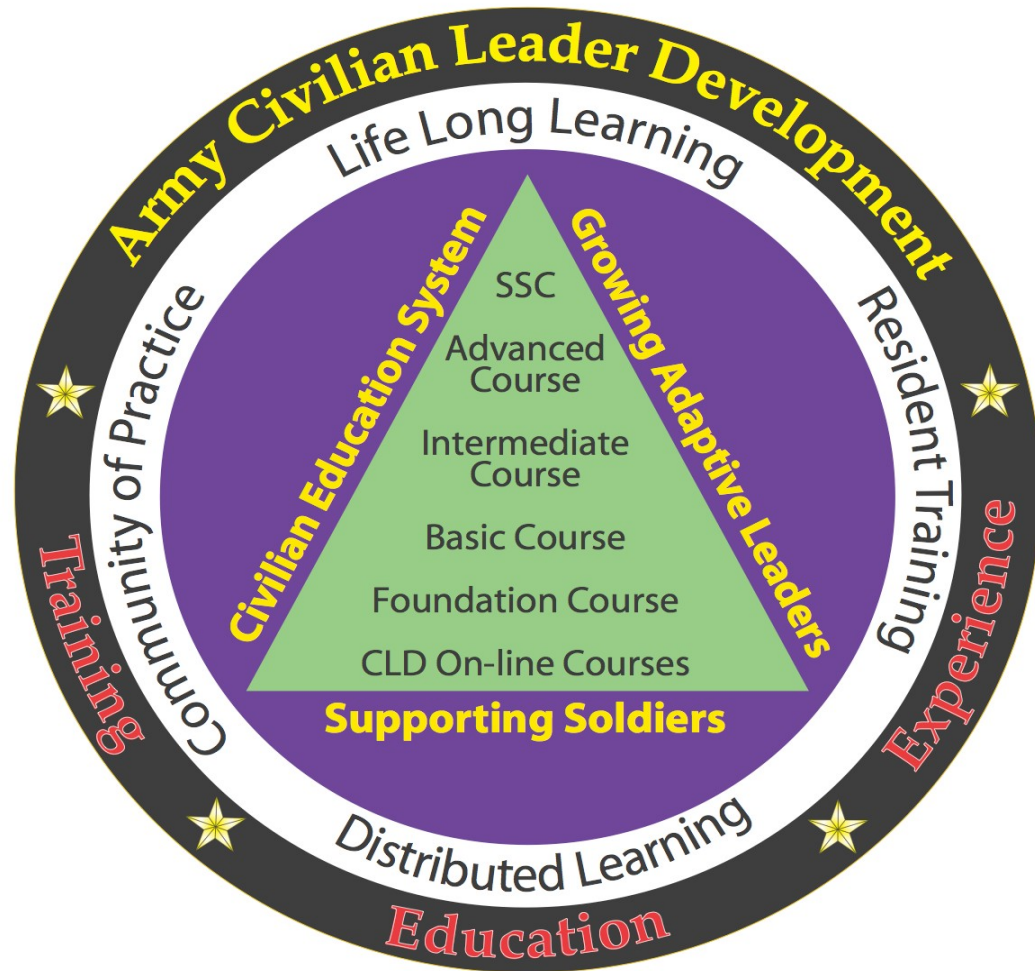 Army Civilian Leader Development
Life Long Learning
Community of Practice
Resident Training
Civilian Education System
Growing Adaptive Leaders
SSC
Advanced
Course
Intermediate
Course
Basic Course
Foundation Course
CLD On-line Courses
Supporting Soldiers
Distributed Learning
Training
Education
Experience